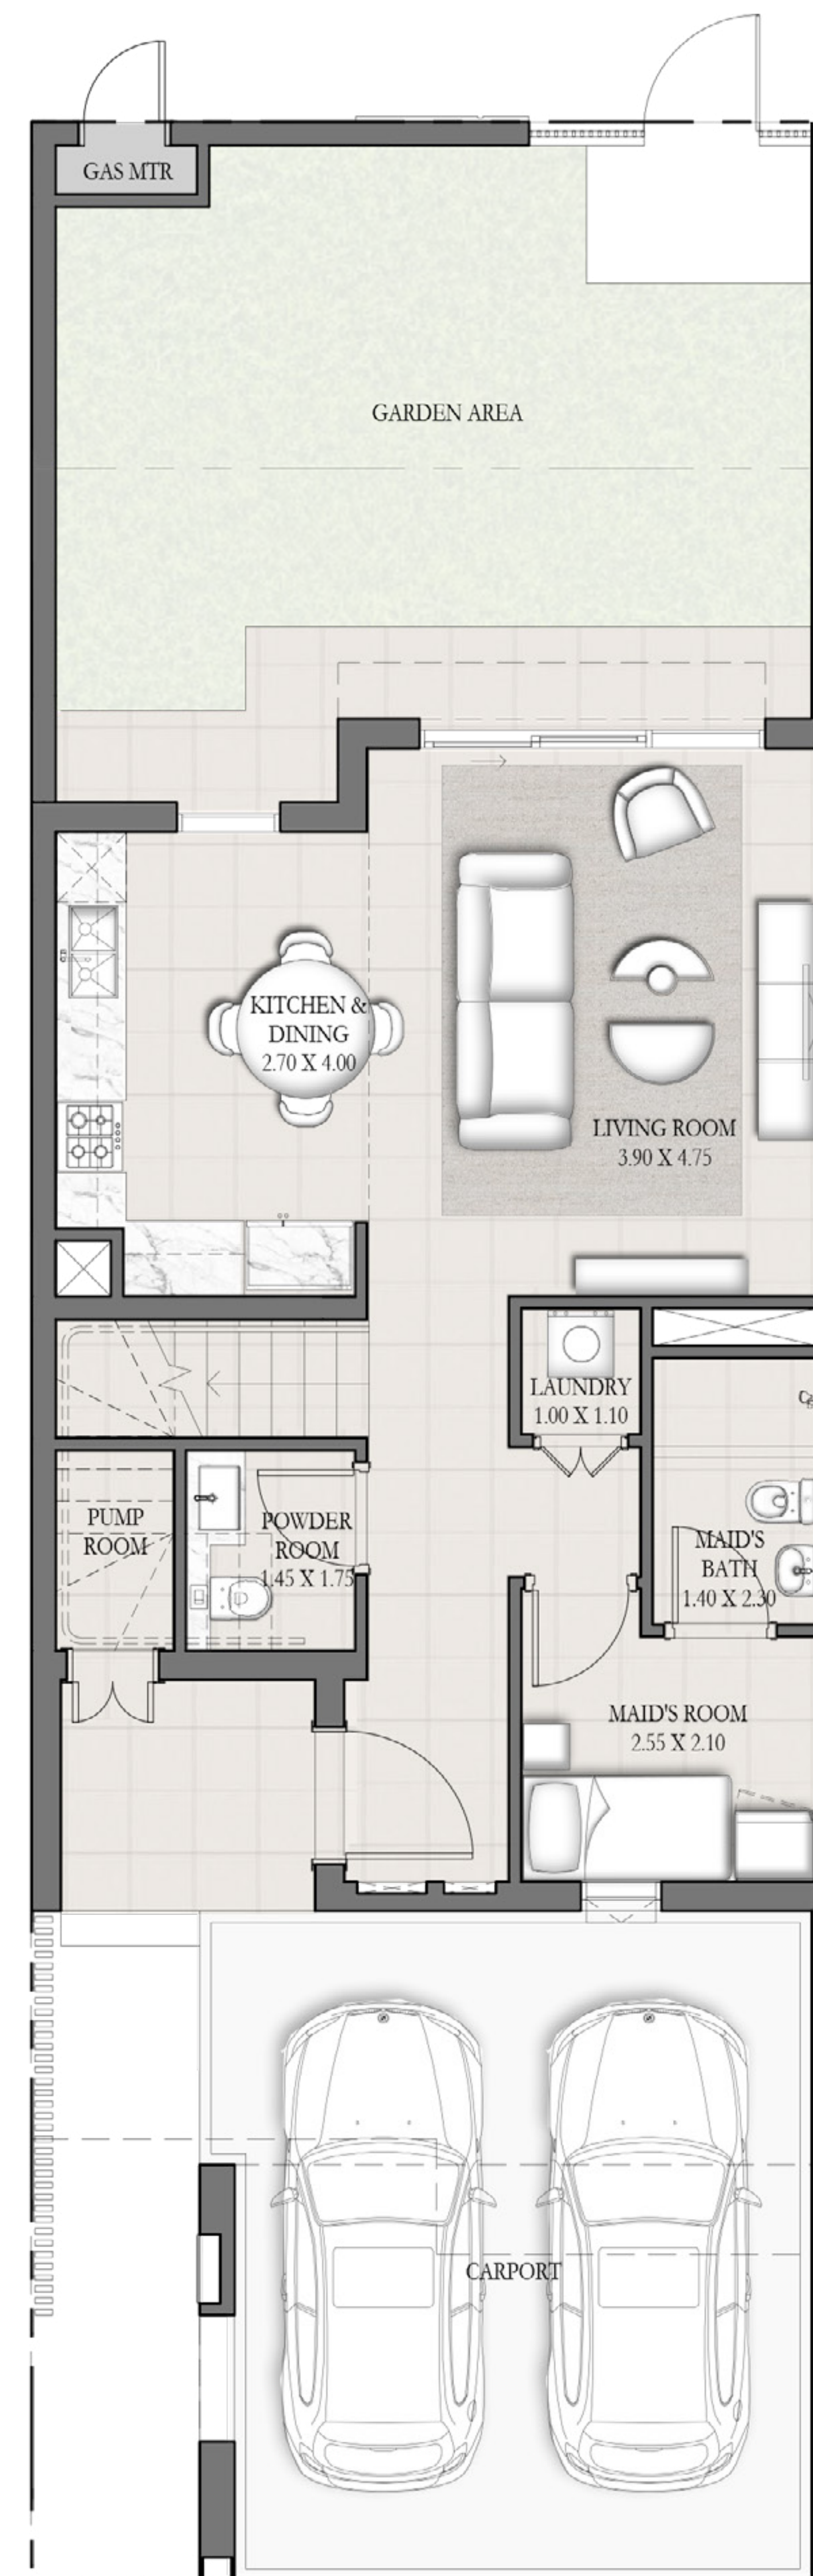 GAS MTR
GARDEN AREA
KITCHEN &
DINING
2.70 X 4.00
LIVING ROOM
3.90 X 4.75
LAUNDRY
1.00 X 1.10
PUMP
ROOM
POWDER
ROOM
1.45 X 1.75
MAID'S
BATH
1.40 X 2.30
MAID'S ROOM
2.55 X 2.10
CARPORT